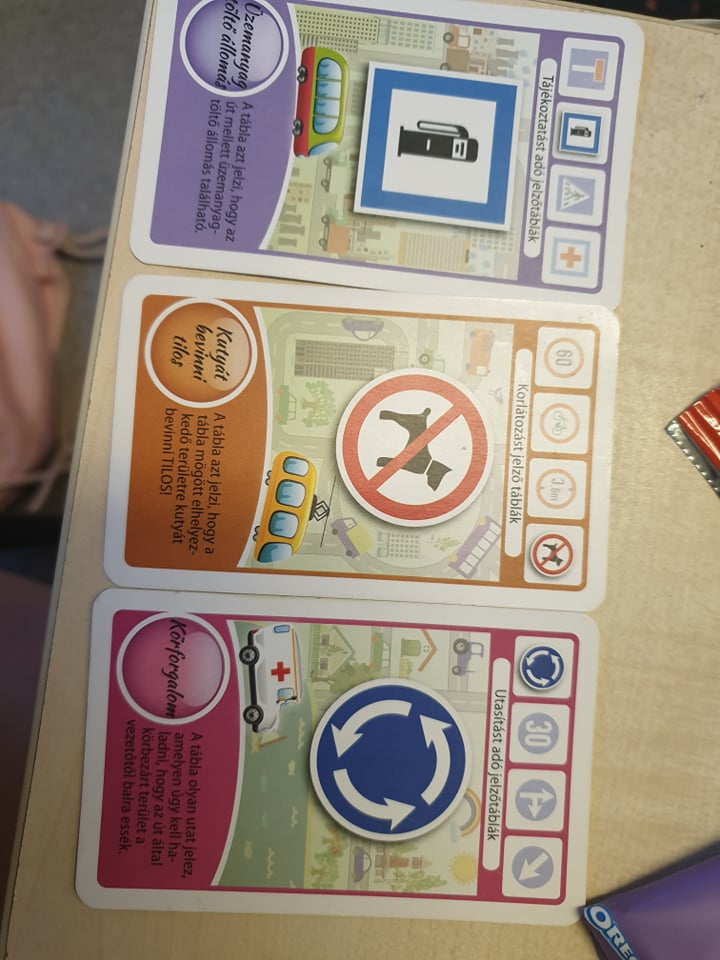 Tájékoztatást adó jelzőtáblák
Üzemanyag
töltő állomás
A tábla azt jelzi, hogy az
út mellett üzemanyag-
töltő állomás található.
60
3,6m
Korlátozást jelző táblák
Kutyát
bevinni
tilos
A tábla azt jelzi, hogy a
tábla mögött elhelyez-
kedő területre kutyát
bevinni TILOS!
30
Utasítást adó jelzőtáblák
Körforgalom
A tábla olyan utat jelez,
amelyen úgy kell ha-
ladni, hogy az út által
körbezárt terület a
vezetőtől balra essék.